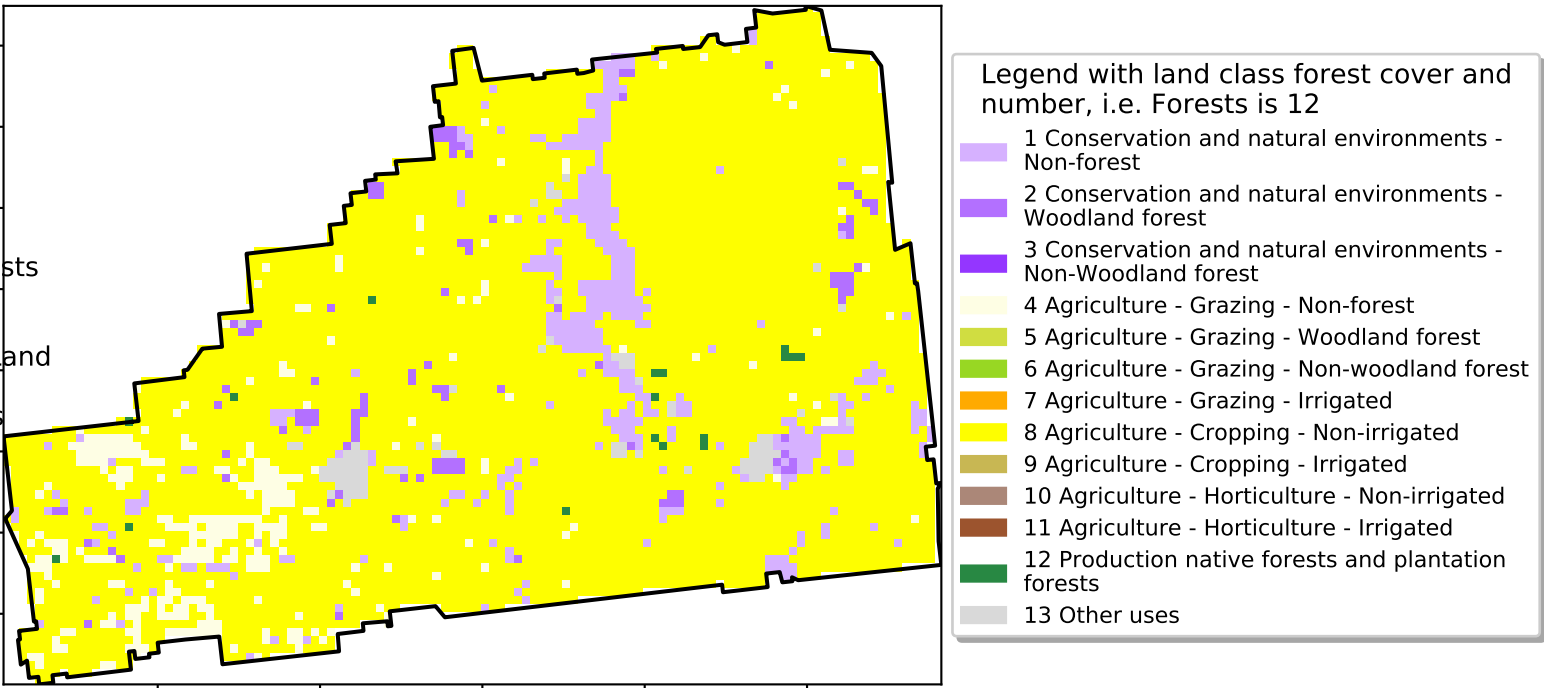 sts
and
Legend with land class forest cover and
number, i.e. Forests is 12
1 Conservation and natural environments -
Non-forest
2 Conservation and natural environments -
Woodland forest
3 Conservation and natural environments -
Non-Woodland forest
4 Agriculture - Grazing - Non-forest
5 Agriculture - Grazing - Woodland forest
6 Agriculture - Grazing - Non-woodland forest
7 Agriculture - Grazing - Irrigated
8 Agriculture - Cropping - Non-irrigated
9 Agriculture - Cropping - Irrigated
10 Agriculture - Horticulture - Non-irrigated
11 Agriculture - Horticulture - Irrigated
12 Production native forests and plantation
forests
13 Other uses